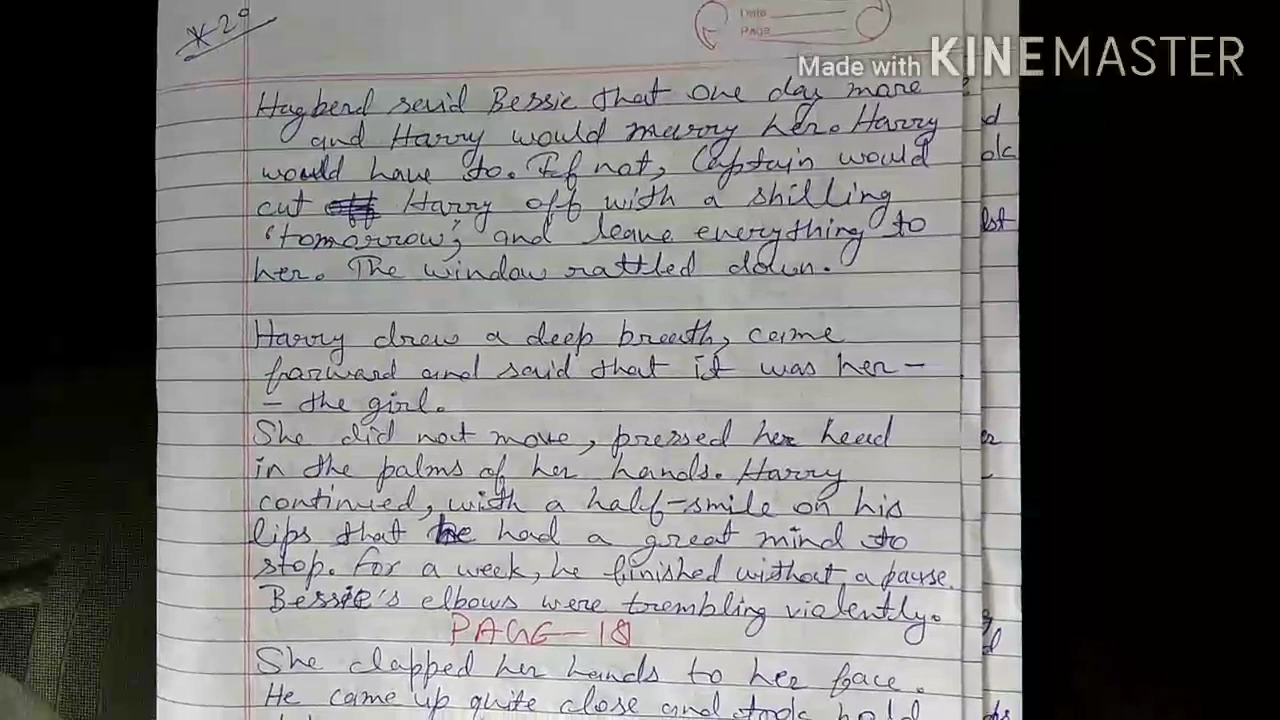 *29
Date
Page
Made with KINEMASTER
Hagberd said Bessie that one day more
and Harry would marry her. Harry
would have to. If not, Captain would
cut off Harry off with a shilling
'tomorrow', and leave everything to
her. The window rattled down.
Harry drew a deep breath, came
forward and said that it was her -
- the girl.
She did not move, pressed her head
in the palms of her hands. Harry
continued, with a half-smile on his
lips that he had a great mind to
stop. For a week, he finished without a pause.
Bessie's elbows were trembling violently.
PAGE-18
She clapped her hands to her face.
He came up quite close and took hold